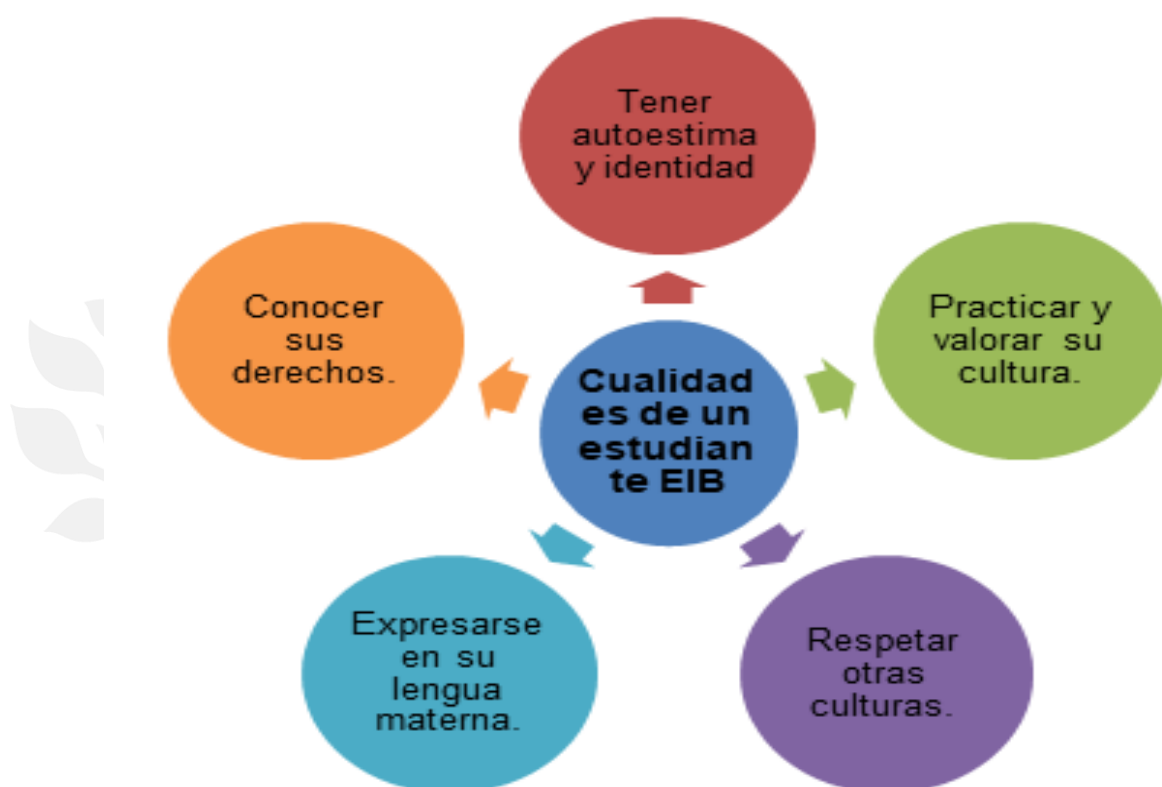 Tener
autoestima
y identidad
Conocer
sus
derechos.
Practicar y
valorar su
cultura.
Cualidad
es de un
estudian
te EIB
Expresarse
en su
lengua
materna.
Respetar
otras
culturas.